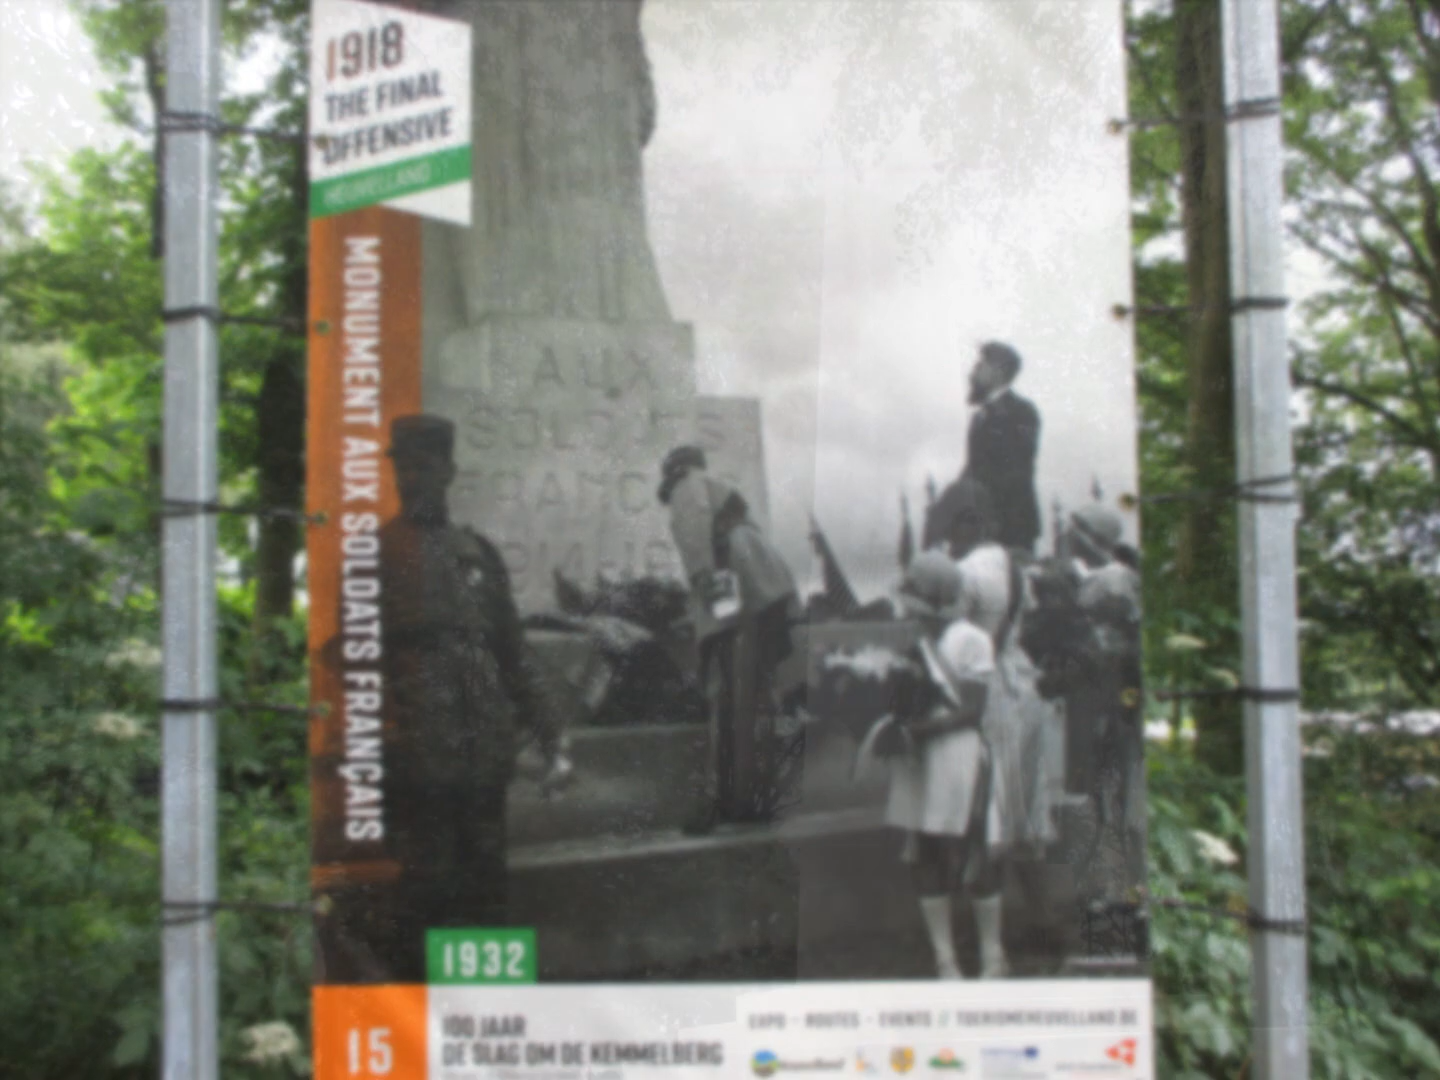 1918
THE FINAL
OFFENSIVE
HEUVELLAND
MONUMENT AUX SOLDATS FRANÇAIS
AUX
SOLDATS
FRANC
1932
15
100 JAAR
DE SLAG OM DE KEMMELBERG
EXPO - ROUTES - EVENTS // TOERISMEHEUVELLAND.BE